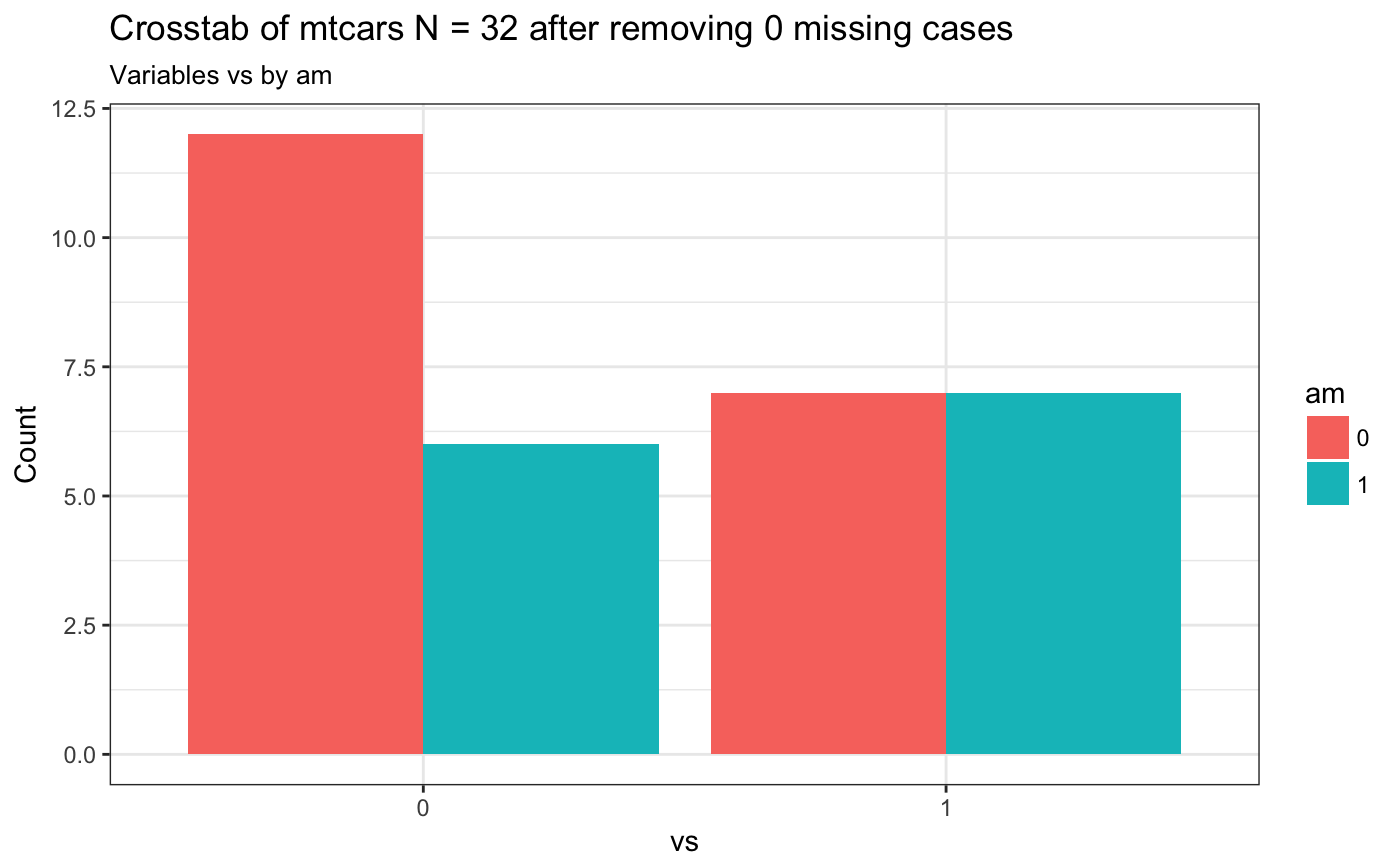 Crosstab of mtcars N = 32 after removing 0 missing cases
Variables vs by am
12.5
10.0
7.5
5.0
2.5
0.0
Count
0
1
vs
am
0
1